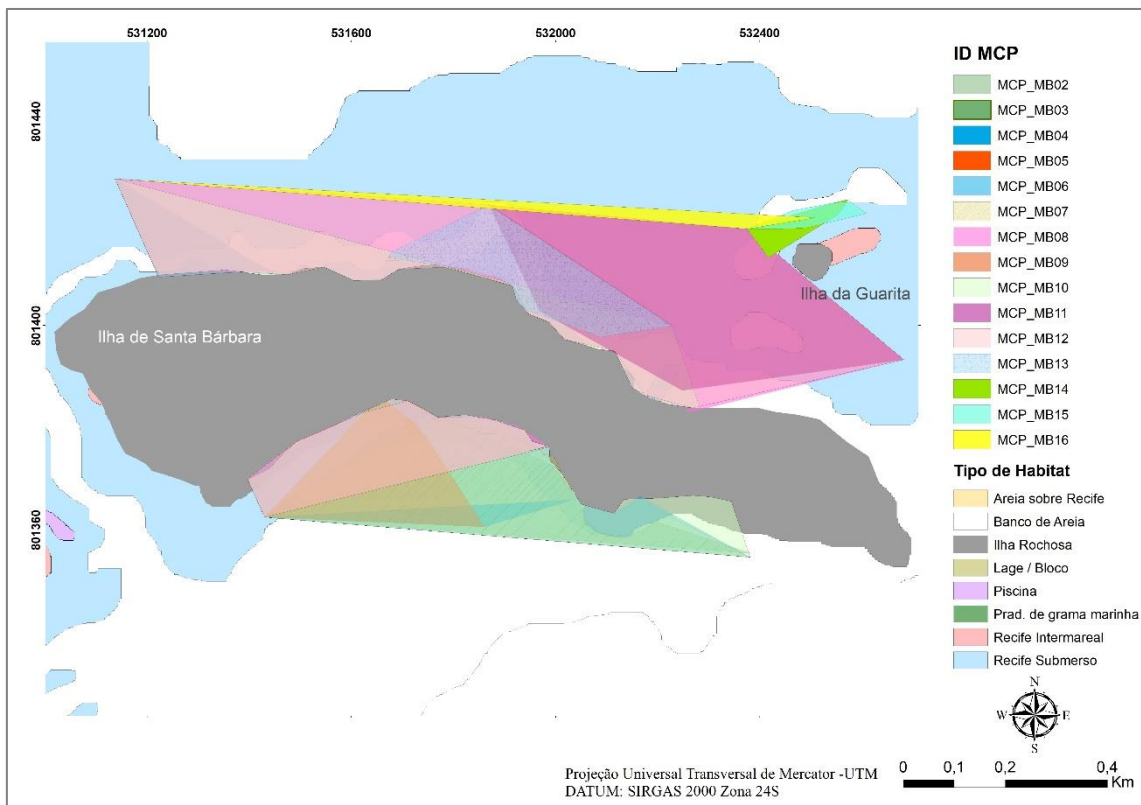 531200
531600
532000
532400
801440
801400
801360
Ilha de Santa Bárbara
Ilha da Guarita
ID MCP
MCP_MB02
MCP_MB03
MCP_MB04
MCP_MB05
MCP_MB06
MCP_MB07
MCP_MB08
MCP_MB09
MCP_MB10
MCP_MB11
MCP_MB12
MCP_MB13
MCP_MB14
MCP_MB15
MCP_MB16
Tipo de Habitat
Areia sobre Recife
Banco de Areia
Ilha Rochosa
Lage / Bloco
Piscina
Prad. de grama marinha
Recife Intermareal
Recife Submerso
N
W E
S
Projeção Universal Transversal de Mercator -UTM
DATUM: SIRGAS 2000 Zona 24S
0 0,1 0,2 0,4
Km